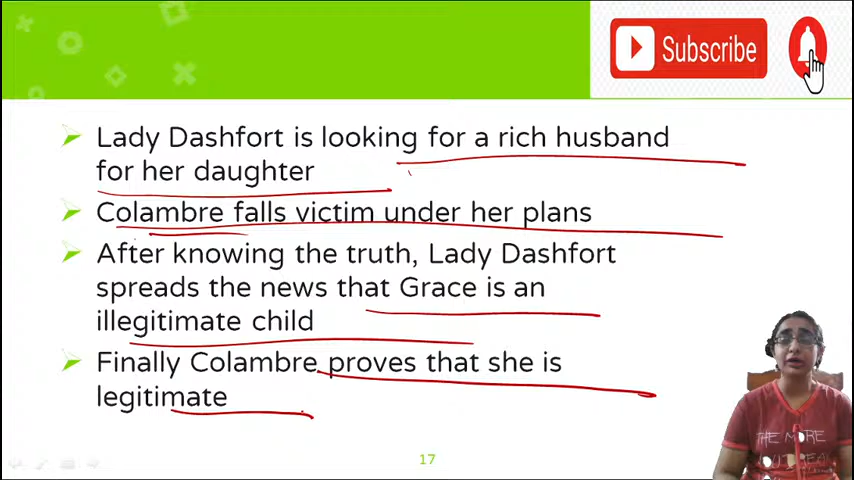 Subscribe
Lady Dashfort is looking for a rich husband
for her daughter
Colambre falls victim under her plans
After knowing the truth, Lady Dashfort
spreads the news that Grace is an
illegitimate child
Finally Colambre proves that she is
legitimate
THE MORE
17